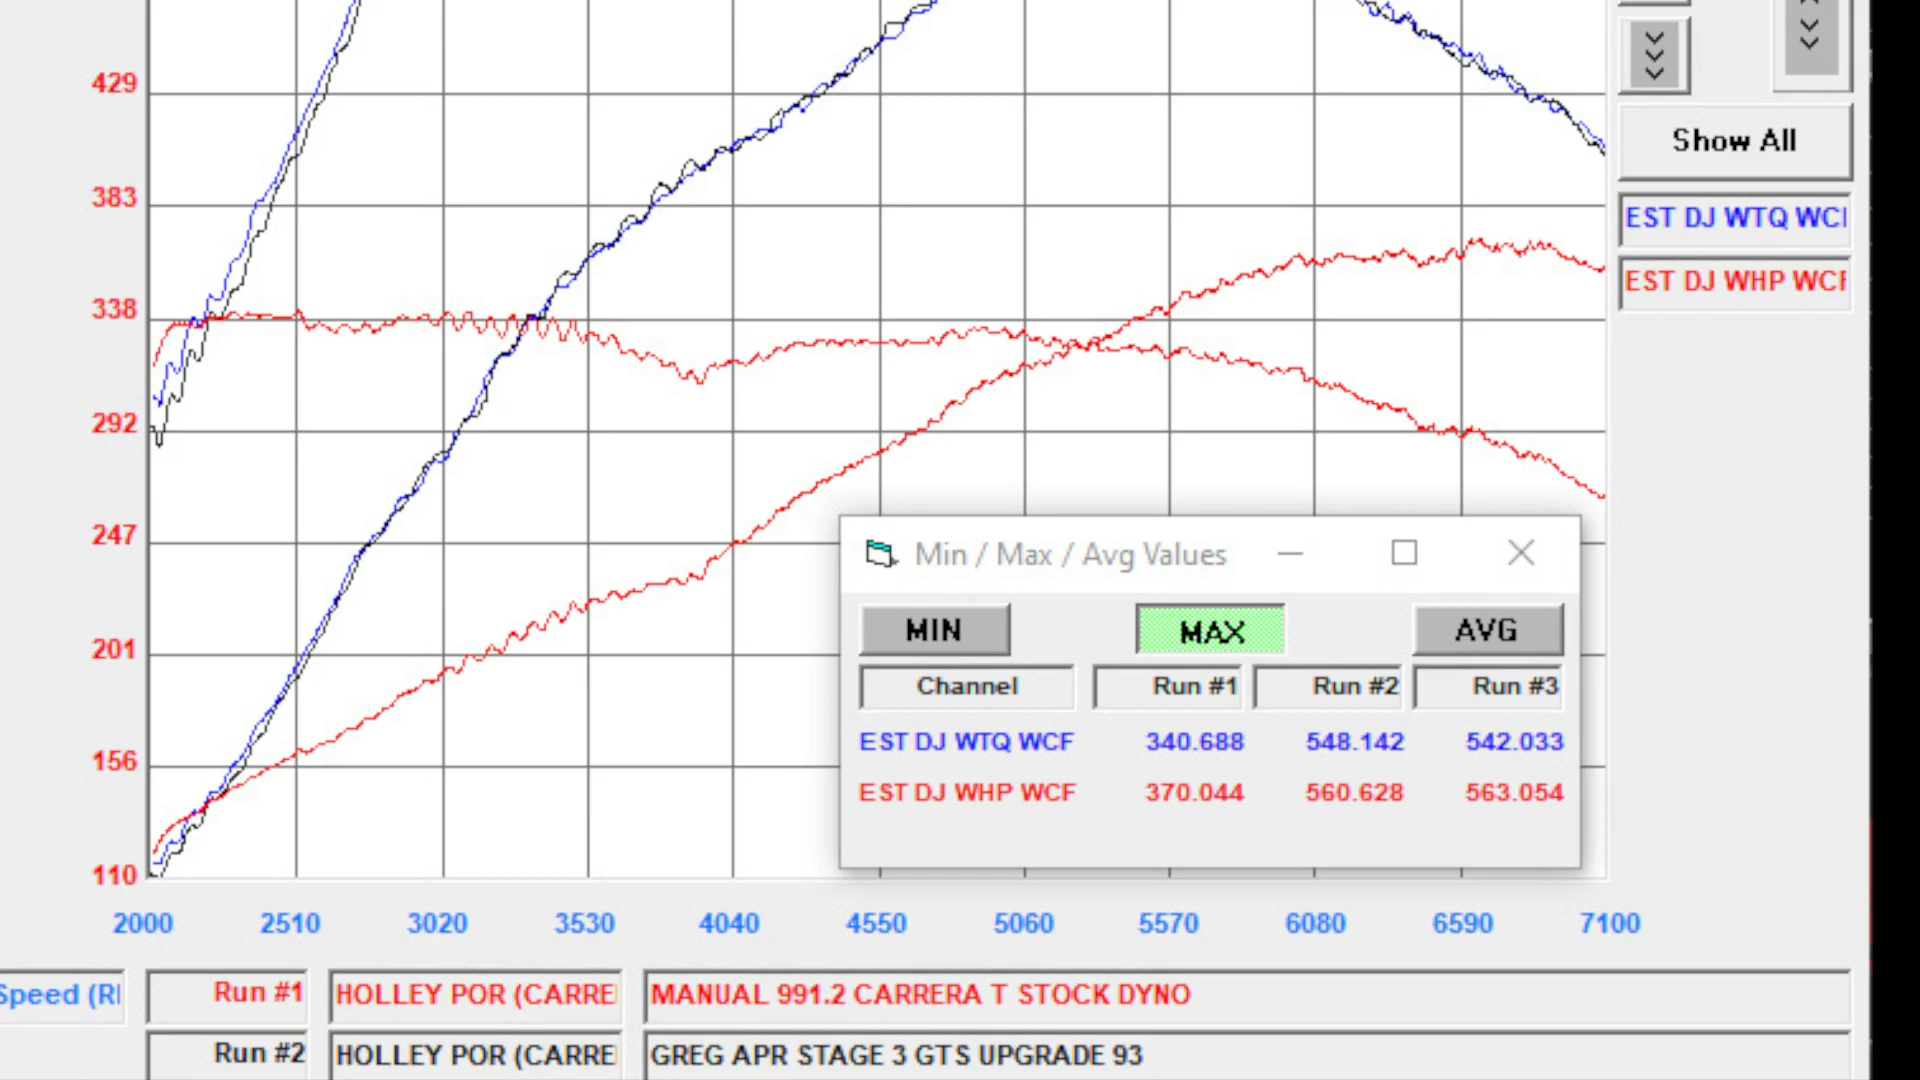 429
383
338
292
247
201
156
110
2000 2510 3020 3530 4040 4550 5060 5570 6080 6590 7100
Show All
EST DJ WTQ WC
EST DJ WHP WC
Min / Max / Avg Values
MIN MAX AVG
Channel Run #1 Run #2 Run #3
EST DJ WTQ WCF 340.688 548.142 542.033
EST DJ WHP WCF 370.044 560.628 563.054
Speed (R Run #1 HOLLEY POR (CARRE MANUAL 991.2 CARRERA T STOCK DYNO
Run #2 HOLLEY POR (CARRE GREG APR STAGE 3 GTS UPGRADE 93